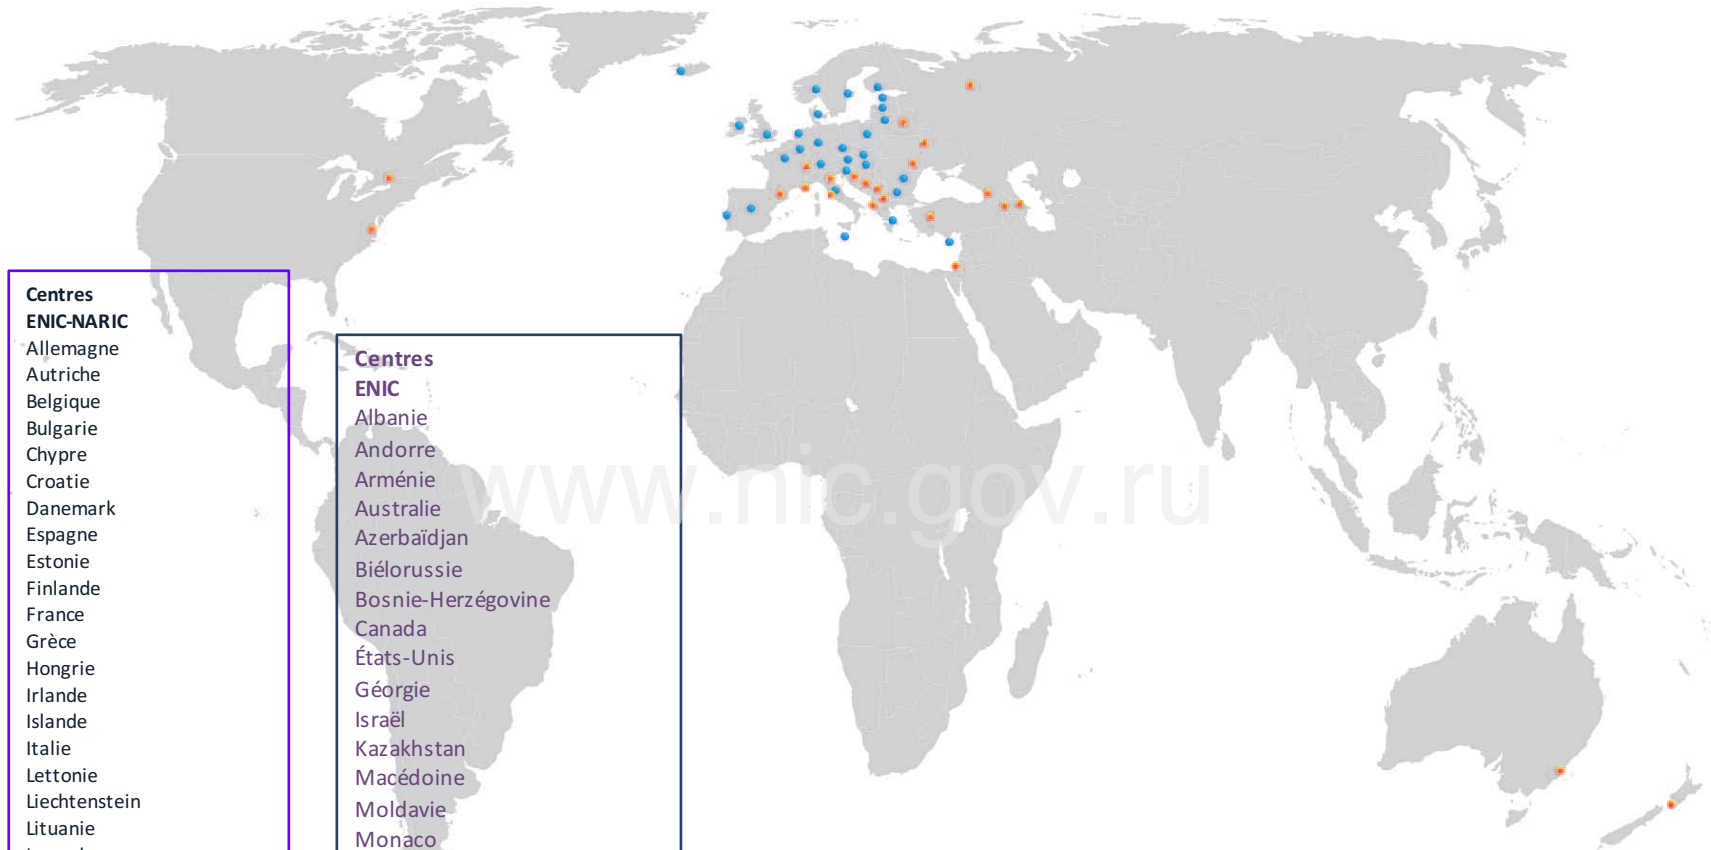 Centres
ENIC-NARIC
Allemagne
Autriche
Belgique
Bulgarie
Chypre
Croatie
Danemark
Espagne
Estonie
Finlande
France
Grèce
Hongrie
Irlande
Islande
Italie
Lettonie
Liechtenstein
Lituanie
Centres
ENIC
Albanie
Andorre
Arménie
Australie
Azerbaïdjan
Biélorussie
Bosnie-Herzégovine
Canada
États-Unis
Géorgie
Israël
Kazakhstan
Macédoine
Moldavie
Monaco
www.nic.gov.ru